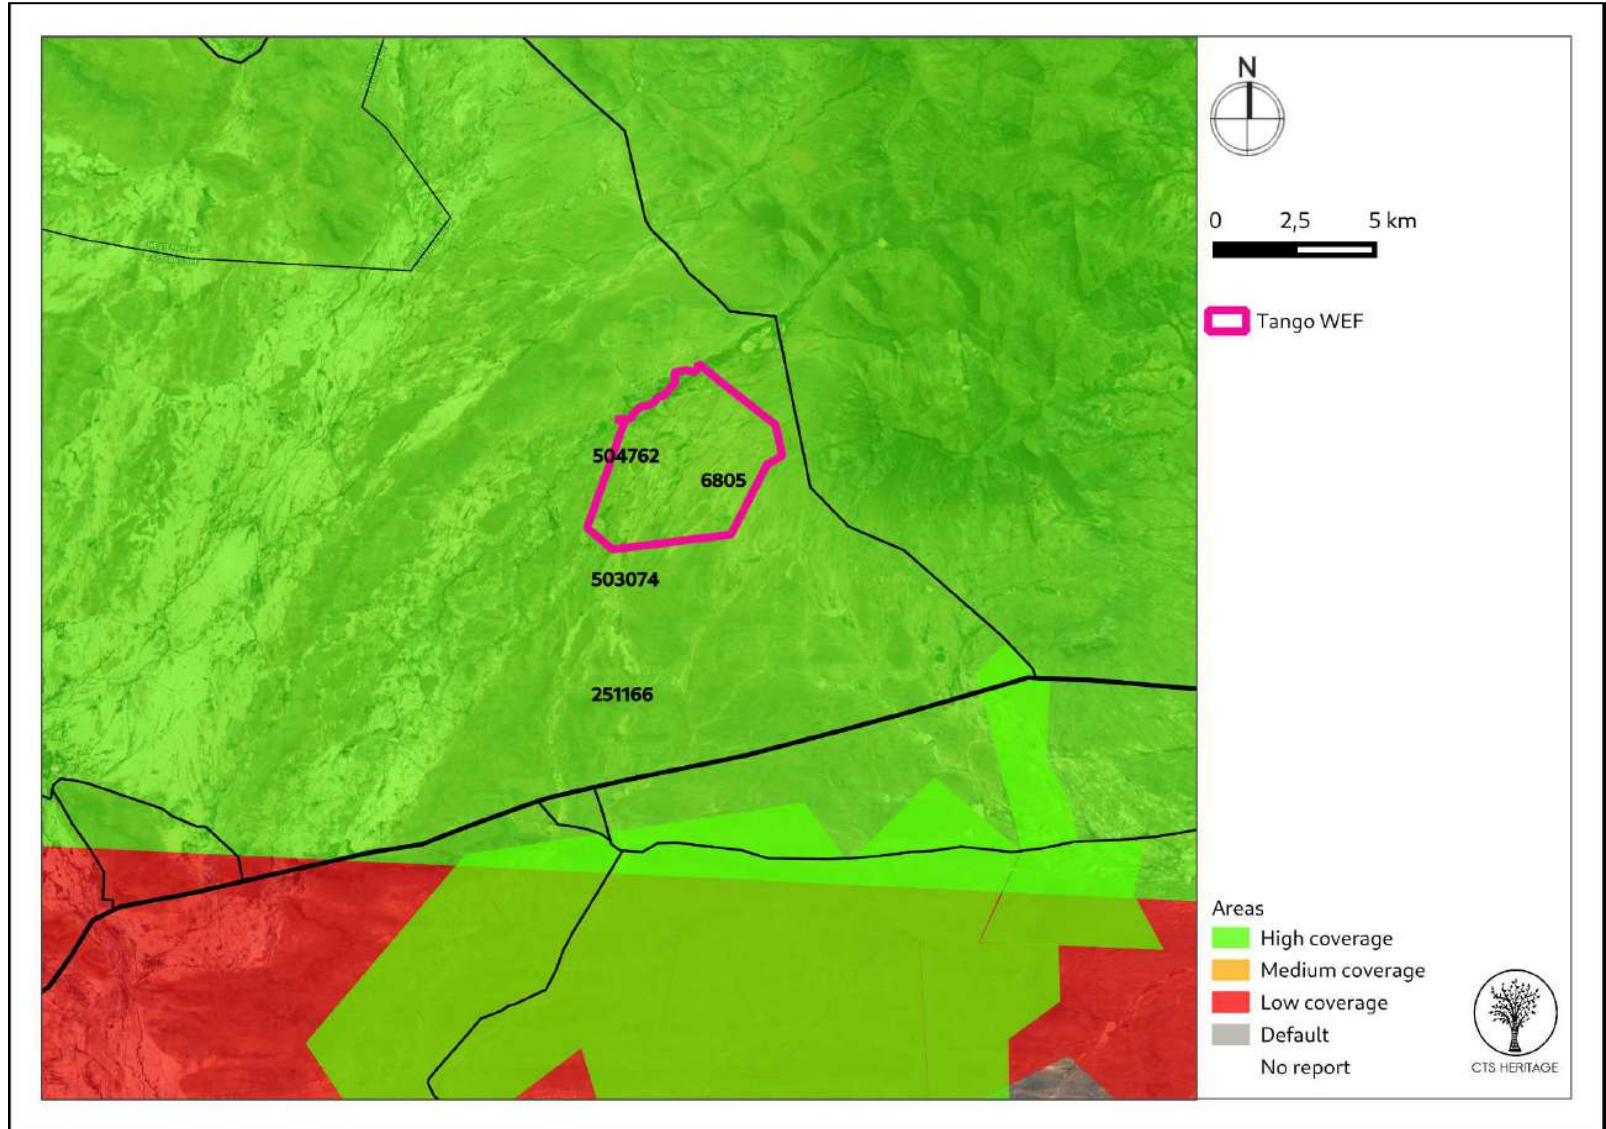 N
0 2,5 5 km
Tango WEF
504762
6805
503074
251166
Areas
High coverage
Medium coverage
Low coverage
Default
No report
CTS HERITAGE